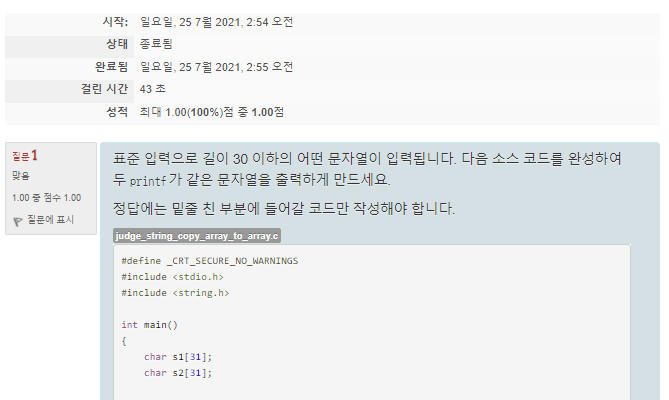 시작: 일요일, 25 7월 2021, 2:54 오전
상태 종료됨
완료됨 일요일, 25 7월 2021, 2:55 오전
걸린 시간 43 초
성적 최대 1.00(100%)점 중 1.00점
질문 1
맞음
1.00 중 점수 1.00
질문에 표시
표준 입력으로 길이 30 이하의 어떤 문자열이 입력됩니다. 다음 소스 코드를 완성하여
두 printf가 같은 문자열을 출력하게 만드세요.
정답에는 밑줄 친 부분에 들어갈 코드만 작성해야 합니다.
judge_string_copy_array_to_array.c
#define _CRT_SECURE_NO_WARNINGS
#include <stdio.h>
#include <string.h>
int main()
{
char s1[31];
char s2[31];